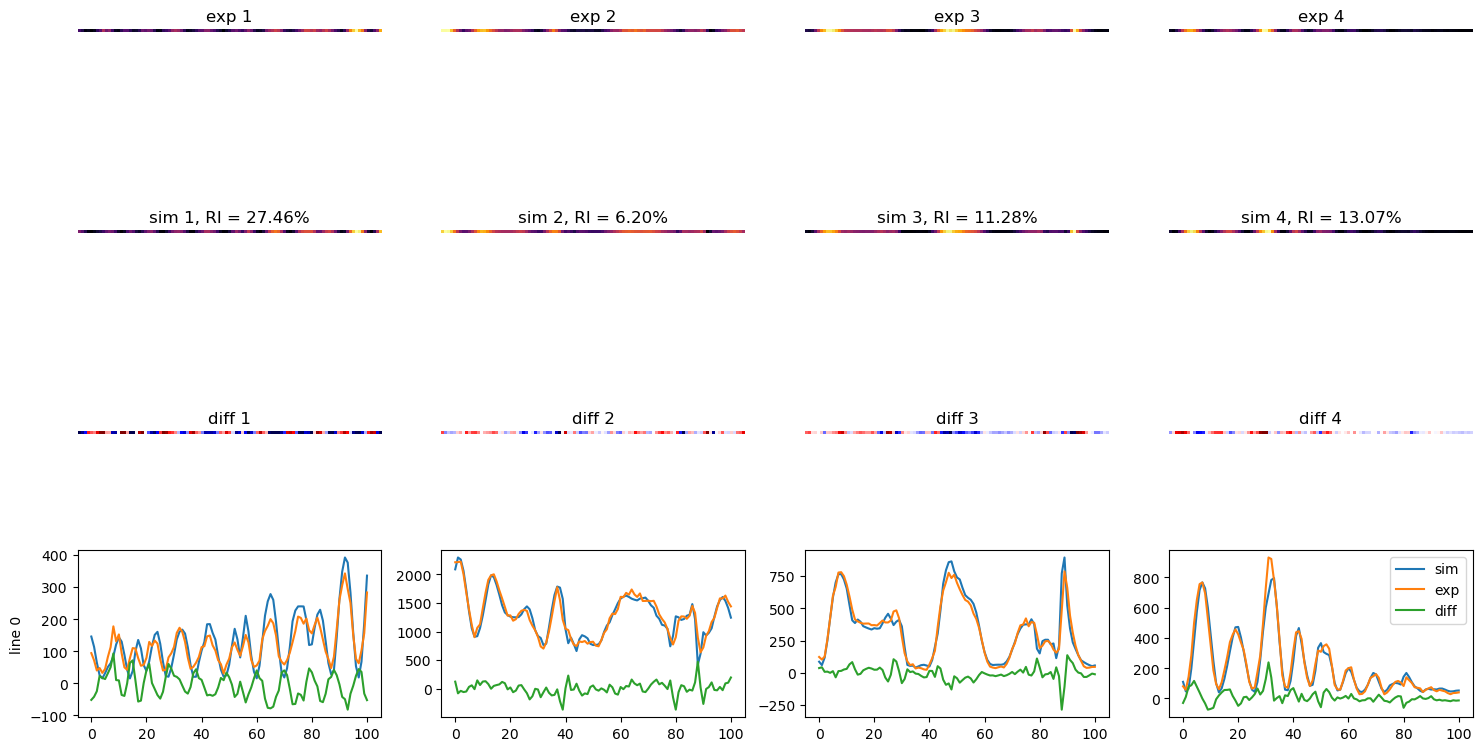 exp 1 exp 2 exp 3 exp 4
sim 1, RI = 27.46% sim 2, RI = 6.20% sim 3, RI = 11.28% sim 4, RI = 13.07%
diff 1 diff 2 diff 3 diff 4
line 0
400
300
200
100
0
−100
0 20 40 60 80 100
2000
1500
1000
500
0
0 20 40 60 80 100
750
500
250
0
−250
0 20 40 60 80 100
800
600
400
200
0
0 20 40 60 80 100
sim
exp
diff